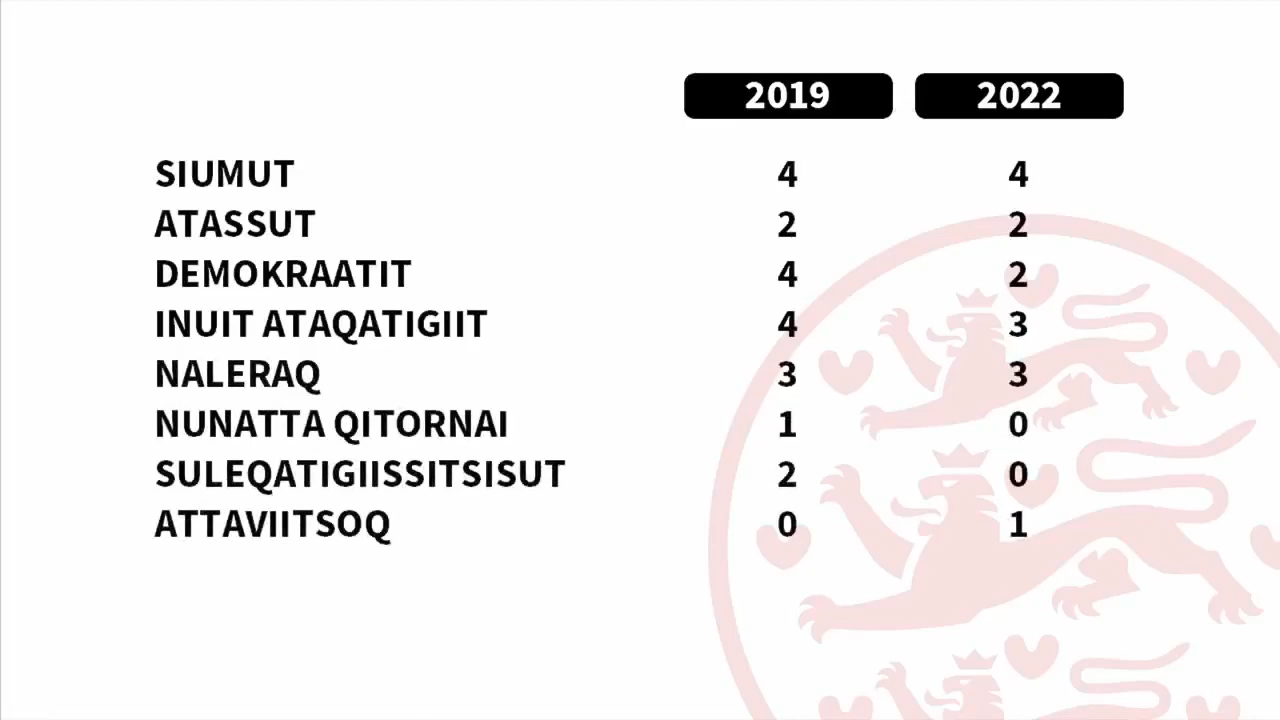 2019 2022
SIUMUT 4 4
ATASSUT 2 2
DEMOKRAATIT 4 2
INUIT ATAQATIGIIT 4 3
NALERAQ 3 3
NUNATTA QITORNAI 1 0
SULEQATIGIISSITSISUT 2 0
ATTAVIITSOQ 0 1